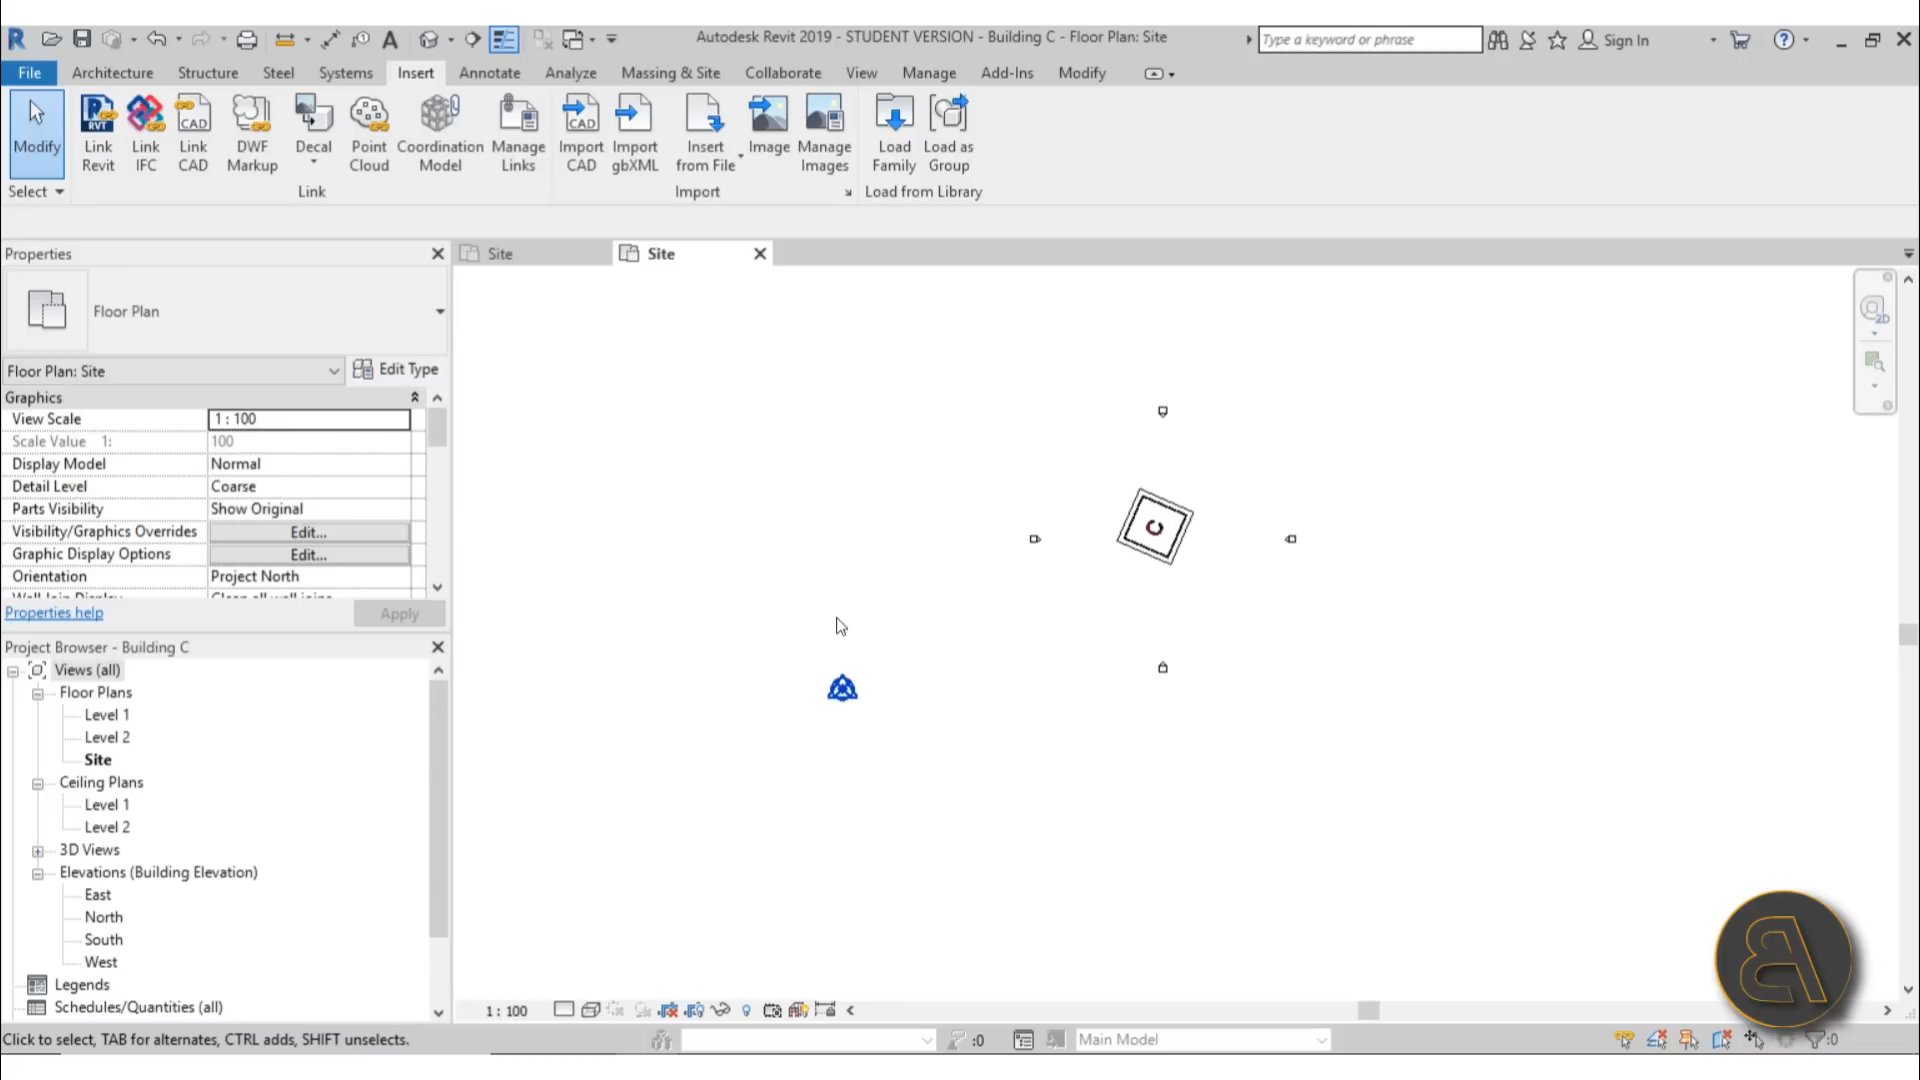 Autodesk Revit 2019 - STUDENT VERSION - Building C - Floor Plan: Site
Type a keyword or phrase
Sign In
File Architecture Structure Steel Systems Insert Annotate Analyze Massing & Site Collaborate View Manage Add-Ins Modify
Modify
Link Revit
Link IFC
Link CAD
DWF Markup
Decal
Point Cloud
Coordination Model
Manage Links
Import CAD
Import gbXML
Insert from File
Image
Manage Images
Load Family
Load as Group
Select
Link
Import
Load from Library
Properties
Site
Site
Floor Plan
Floor Plan: Site
Edit Type
Graphics
View Scale 1 : 100
Scale Value 1: 100
Display Model Normal
Detail Level Coarse
Parts Visibility Show Original
Visibility/Graphics Overrides Edit...
Graphic Display Options Edit...
Orientation Project North
Properties help
Apply
C
Project Browser - Building C
Views (all)
Floor Plans
Level 1
Level 2
Site
Ceiling Plans
Level 1
Level 2
3D Views
Elevations (Building Elevation)
East
North
South
West
Legends
Schedules/Quantities (all)
1 : 100
Click to select, TAB for alternates, CTRL adds, SHIFT unselects.
:0
Main Model
:0